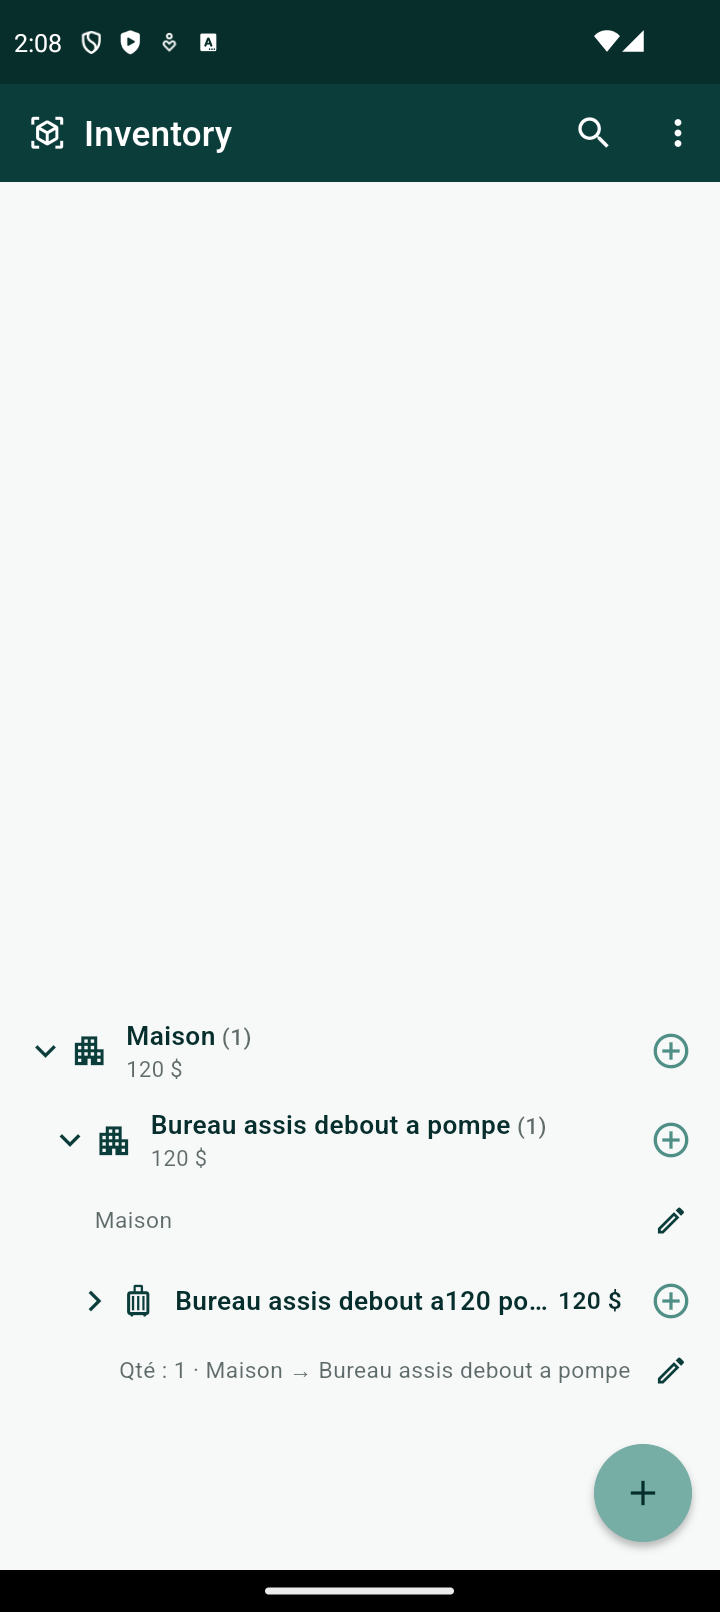 2:08
Inventory
Maison (1)
120 $
Bureau assis debout a pompe (1)
120 $
Maison
Bureau assis debout a120 po… 120 $
Qté : 1 · Maison → Bureau assis debout a pompe